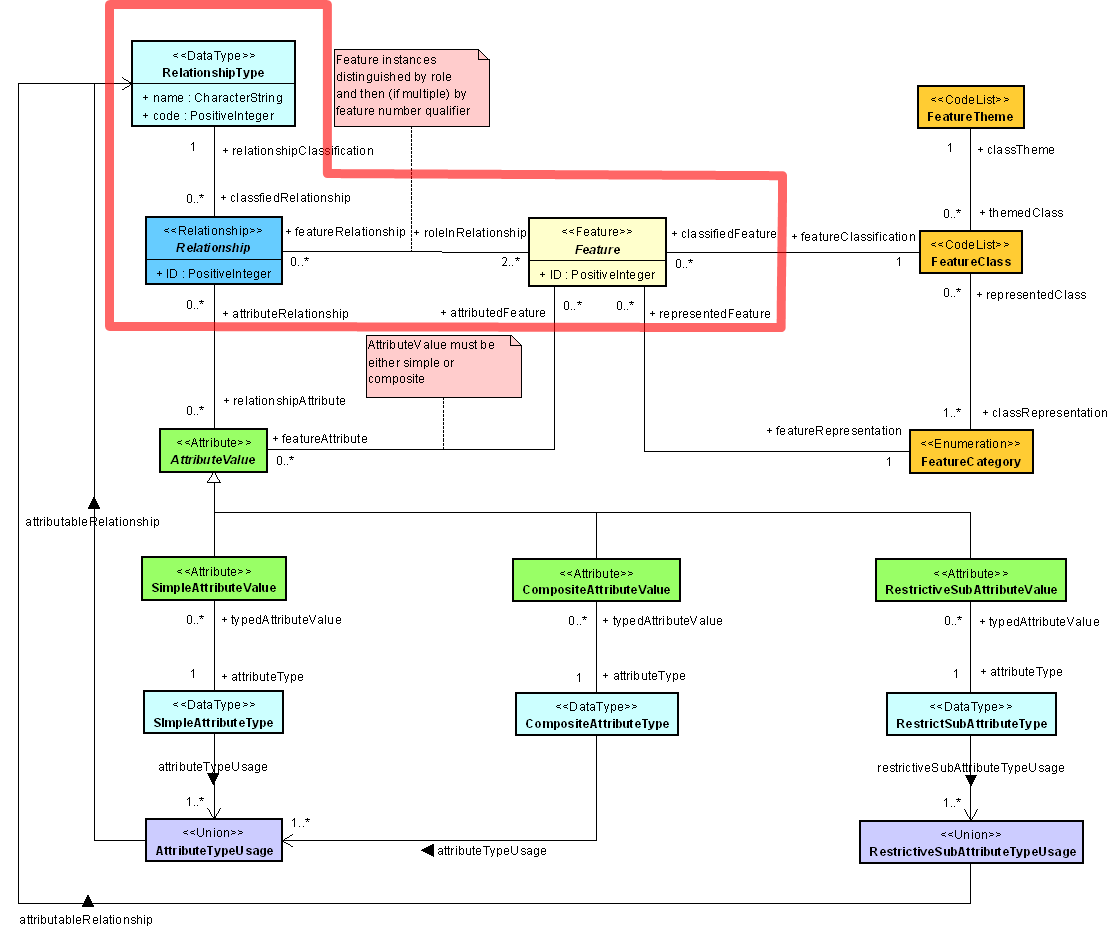 <<DataType>>
RelationshipType
+ name : CharacterString
+ code : PositiveInteger
Feature instances
distinguished by role
and then (if multiple) by
feature number qualifier
<<CodeList>>
FeatureTheme
1
+ relationshipClassification
1
+ classTheme
0..*
+ classfiedRelationship
0..*
+ themedClass
<<Relationship>>
Relationship
+ ID : PositiveInteger
+ featureRelationship
0..*
+ roleInRelationship
2..*
<<Feature>>
Feature
+ ID : PositiveInteger
+ classifiedFeature
0..*
+ featureClassification
1
<<CodeList>>
FeatureClass
0..*
+ attributeRelationship
+ attributedFeature
0..*
0..*
+ representedFeature
0..*
+ representedClass
AttributeValue must be
either simple or
composite
0..*
+ relationshipAttribute
1..*
+ classRepresentation
<<Attribute>>
AttributeValue
+ featureAttribute
0..*
+ featureRepresentation
1
<<Enumeration>>
FeatureCategory
attributableRelationship
<<Attribute>>
SimpleAttributeValue
<<Attribute>>
CompositeAttributeValue
<<Attribute>>
RestrictiveSubAttributeValue
0..*
+ typedAttributeValue
0..*
+ typedAttributeValue
0..*
+ typedAttributeValue
1
+ attributeType
1
+ attributeType
1
+ attributeType
<<DataType>>
SImpleAttributeType
<<DataType>>
CompositeAttributeType
<<DataType>>
RestrictSubAttributeType
attributeTypeUsage
1..*
restrictiveSubAttributeTypeUsage
1..*
<<Union>>
AttributeTypeUsage
1..*
attributeTypeUsage
<<Union>>
RestrictiveSubAttributeTypeUsage
attributableRelationship